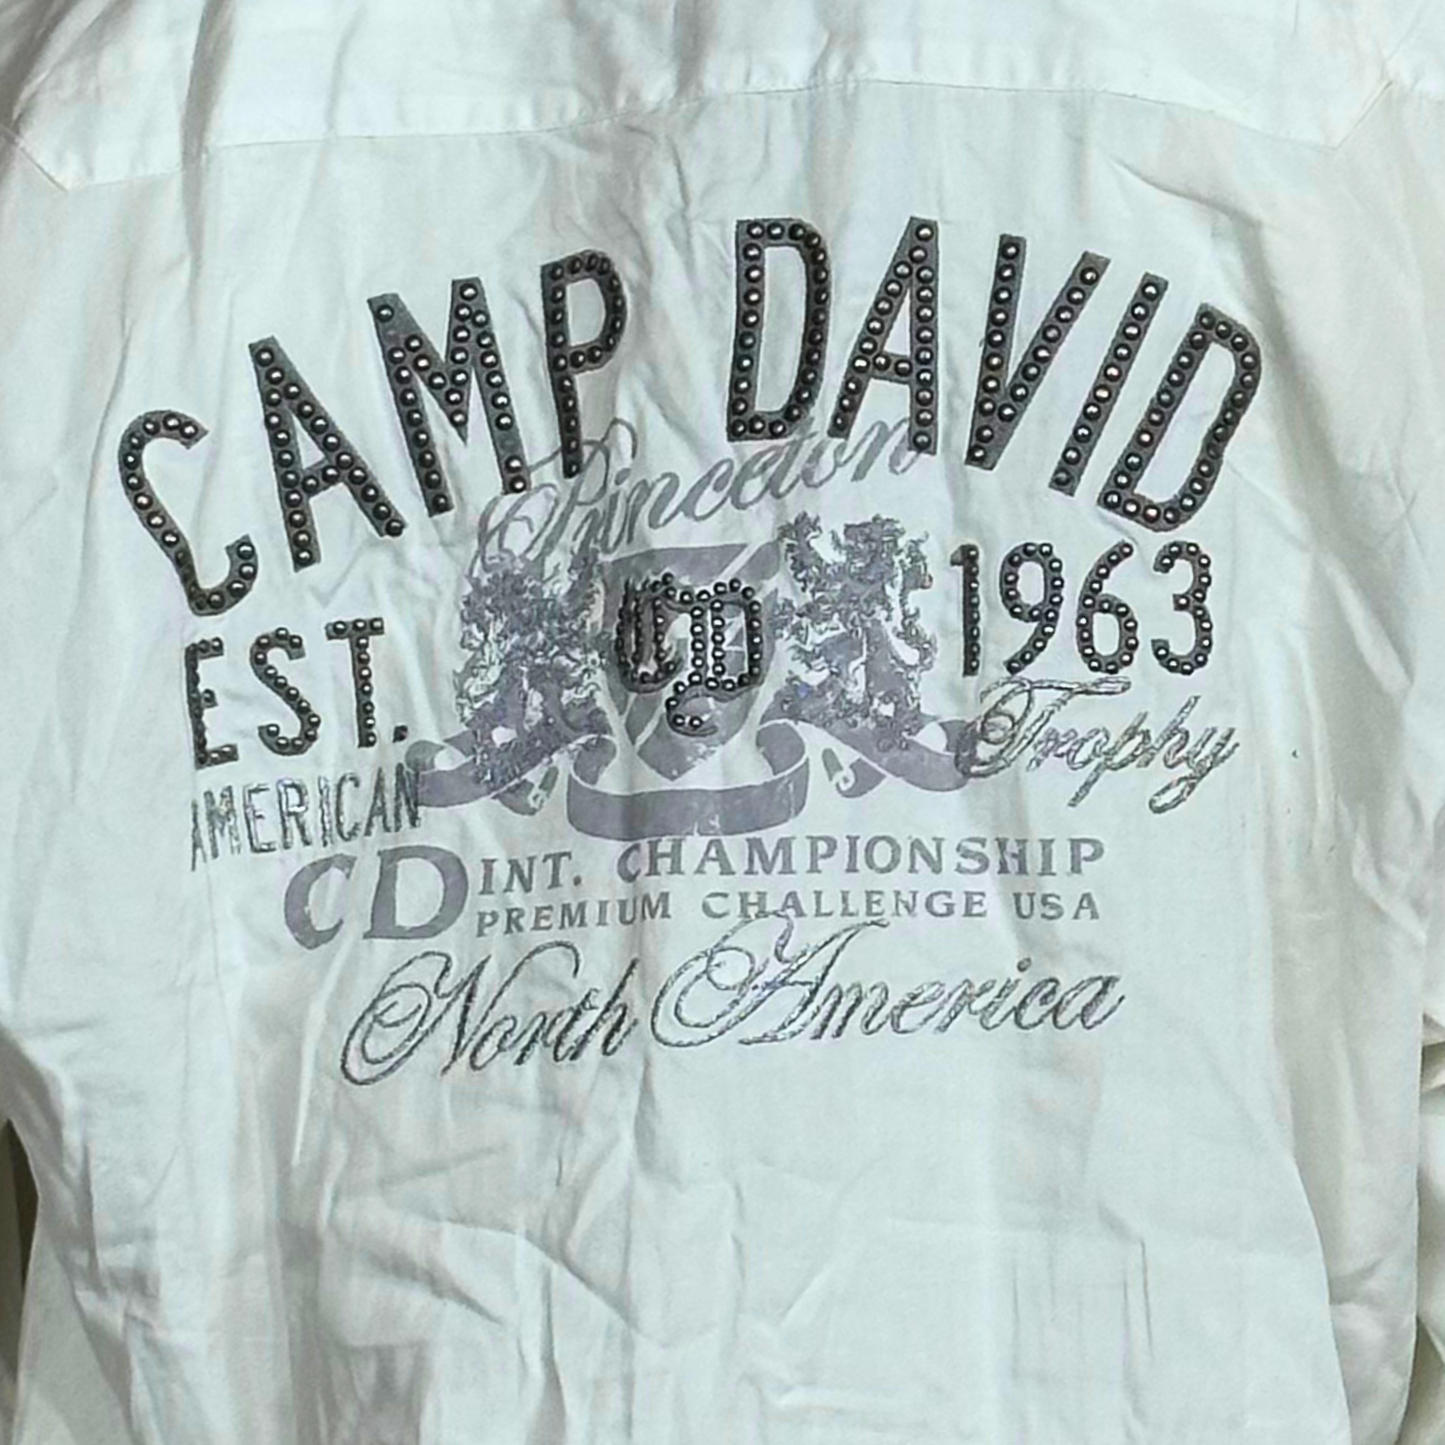 CAMP DAVID
Princeton
CD
EST. 1963
Trophy
AMERICAN
CD INT. CHAMPIONSHIP
PREMIUM CHALLENGE USA
North America